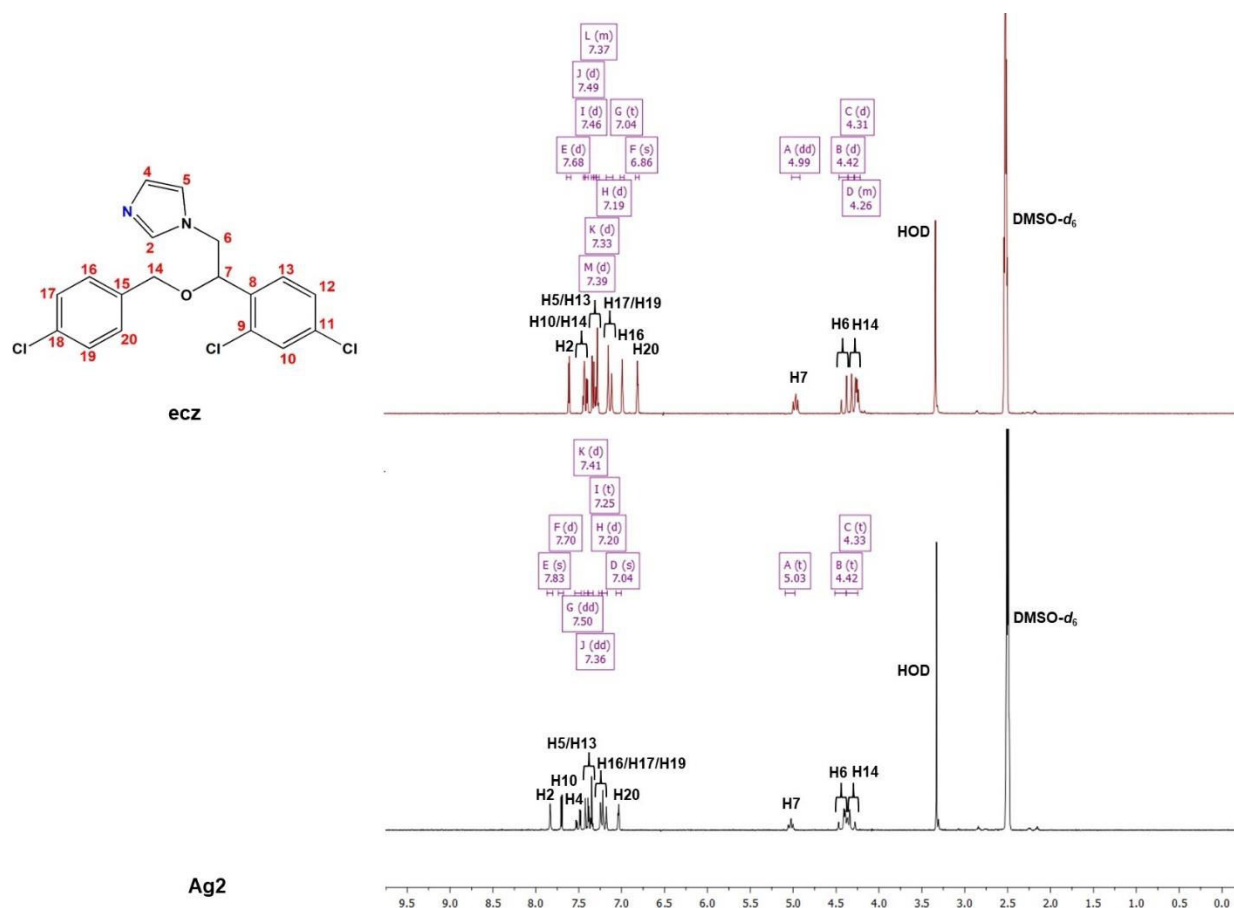 L (m)
7.37
J (d)
7.49
I (d)
7.46
G (t)
7.04
C (d)
4.31
E (d)
7.68
F (s)
6.86
A (dd)
4.99
B (d)
4.42
H (d)
7.19
D (m)
4.26
K (d)
7.33
M (d)
7.39
HOD
DMSO-d6
H5/H13
H17/H19
H10/H14
H2
H16
H20
H7
H6
H14
4
5
N
N
2
6
16
14
7
13
17
15
8
12
O
18
20
9
11
Cl
19
Cl
10
Cl
ecz
K (d)
7.41
I (t)
7.25
F (d)
7.70
H (d)
7.20
C (t)
4.33
E (s)
7.83
D (s)
7.04
A (t)
5.03
B (t)
4.42
G (dd)
7.50
J (dd)
7.36
DMSO-d6
HOD
H5/H13
H16/H17/H19
H10
H2
H4
H20
H7
H6
H14
Ag2
9.5 9.0 8.5 8.0 7.5 7.0 6.5 6.0 5.5 5.0 4.5 4.0 3.5 3.0 2.5 2.0 1.5 1.0 0.5 0.0